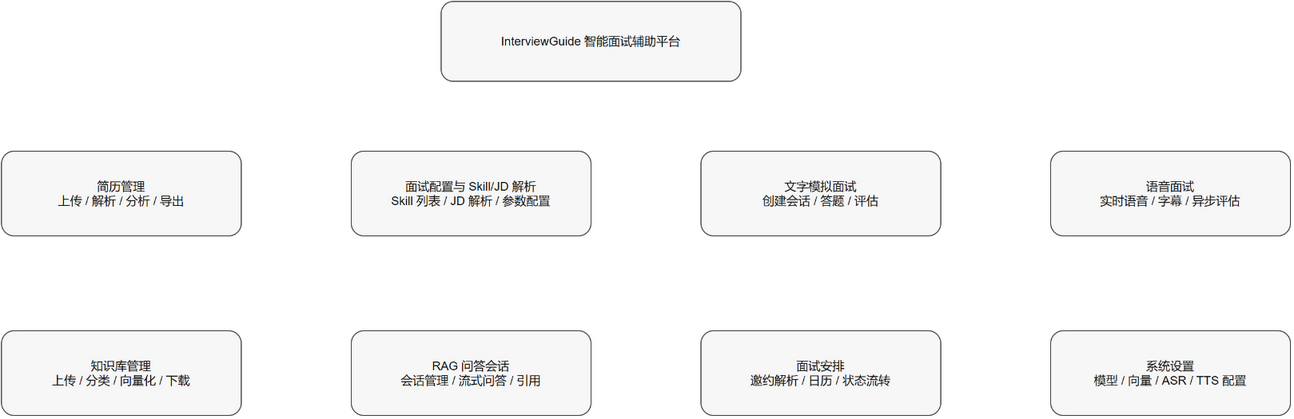 InterviewGuide 智能面试辅助平台
简历管理
上传 / 解析 / 分析 / 导出
面试配置与 Skill/JD 解析
Skill 列表 / JD 解析 / 参数配置
文字模拟面试
创建会话 / 答题 / 评估
语音面试
实时语音 / 字幕 / 异步评估
知识库管理
上传 / 分类 / 向量化 / 下载
RAG 问答会话
会话管理 / 流式问答 / 引用
面试安排
邀约解析 / 日历 / 状态流转
系统设置
模型 / 向量 / ASR / TTS 配置